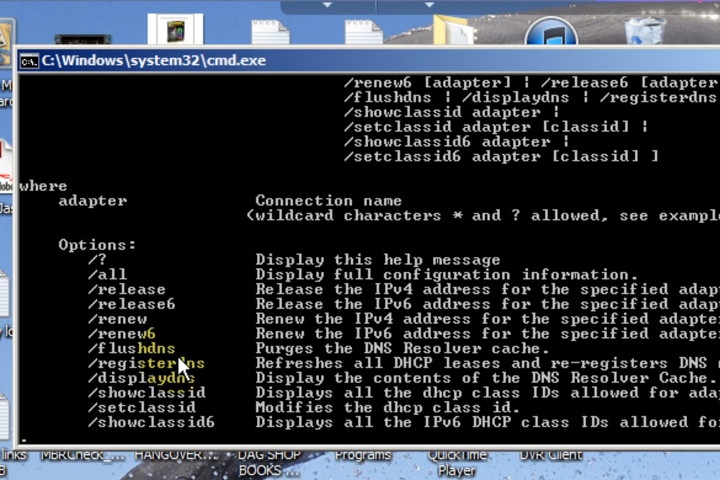 C:\Windows\system32\cmd.exe
/renew6 [adapter] | /release6 [adapter
/flushdns | /displaydns | /registerdns
/showclassid adapter |
/setclassid adapter [classid] |
/showclassid6 adapter |
/setclassid6 adapter [classid] ]
where
adapter Connection name
(wildcard characters * and ? allowed, see example
Options:
/? Display this help message
/all Display full configuration information.
/release Release the IPv4 address for the specified adap
/release6 Release the IPv6 address for the specified adap
/renew Renew the IPv4 address for the specified adapte
/renew6 Renew the IPv6 address for the specified adapte
/flushdns Purges the DNS Resolver cache.
/registerdns Refreshes all DHCP leases and re-registers DNS
/displaydns Display the contents of the DNS Resolver Cache.
/showclassid Displays all the dhcp class IDs allowed for ada
/setclassid Modifies the dhcp class id.
/showclassid6 Displays all the IPv6 DHCP class IDs allowed fo
links MBRCheck_... HANGOVER... DAG SHOP Programs QuickTime DVR Client
BOOKS ... Player